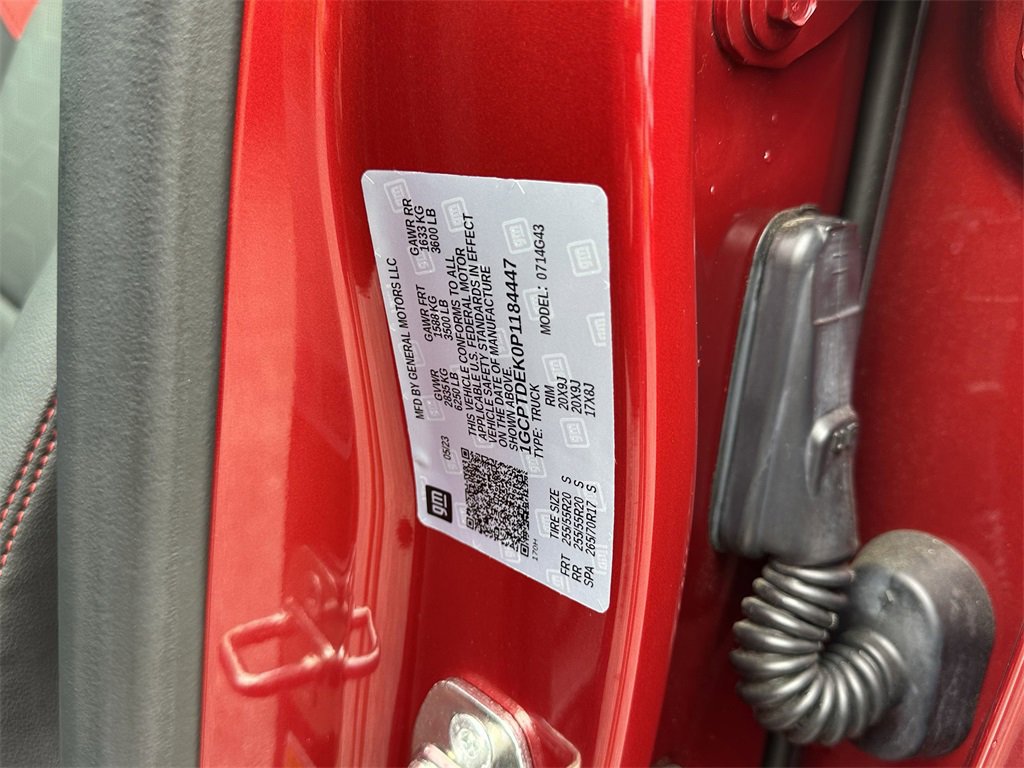 MFD BY GENERAL MOTORS LLC
gm
05/23
GVWR GAWR FRT GAWR RR
2835 KG 1588 KG 1633 KG
6250 LB 3500 LB 3600 LB
THIS VEHICLE CONFORMS TO ALL
APPLICABLE U.S. FEDERAL MOTOR
VEHICLE SAFETY STANDARDS IN EFFECT
ON THE DATE OF MANUFACTURE
SHOWN ABOVE.
1GCPTDEK0P1184447
TYPE: TRUCK MODEL: 0714G43
170H
TIRE SIZE RIM
FRT 255/55R20 S 20X9J
RR 255/55R20 S 20X9J
SPA 265/70R17 S 17X8J